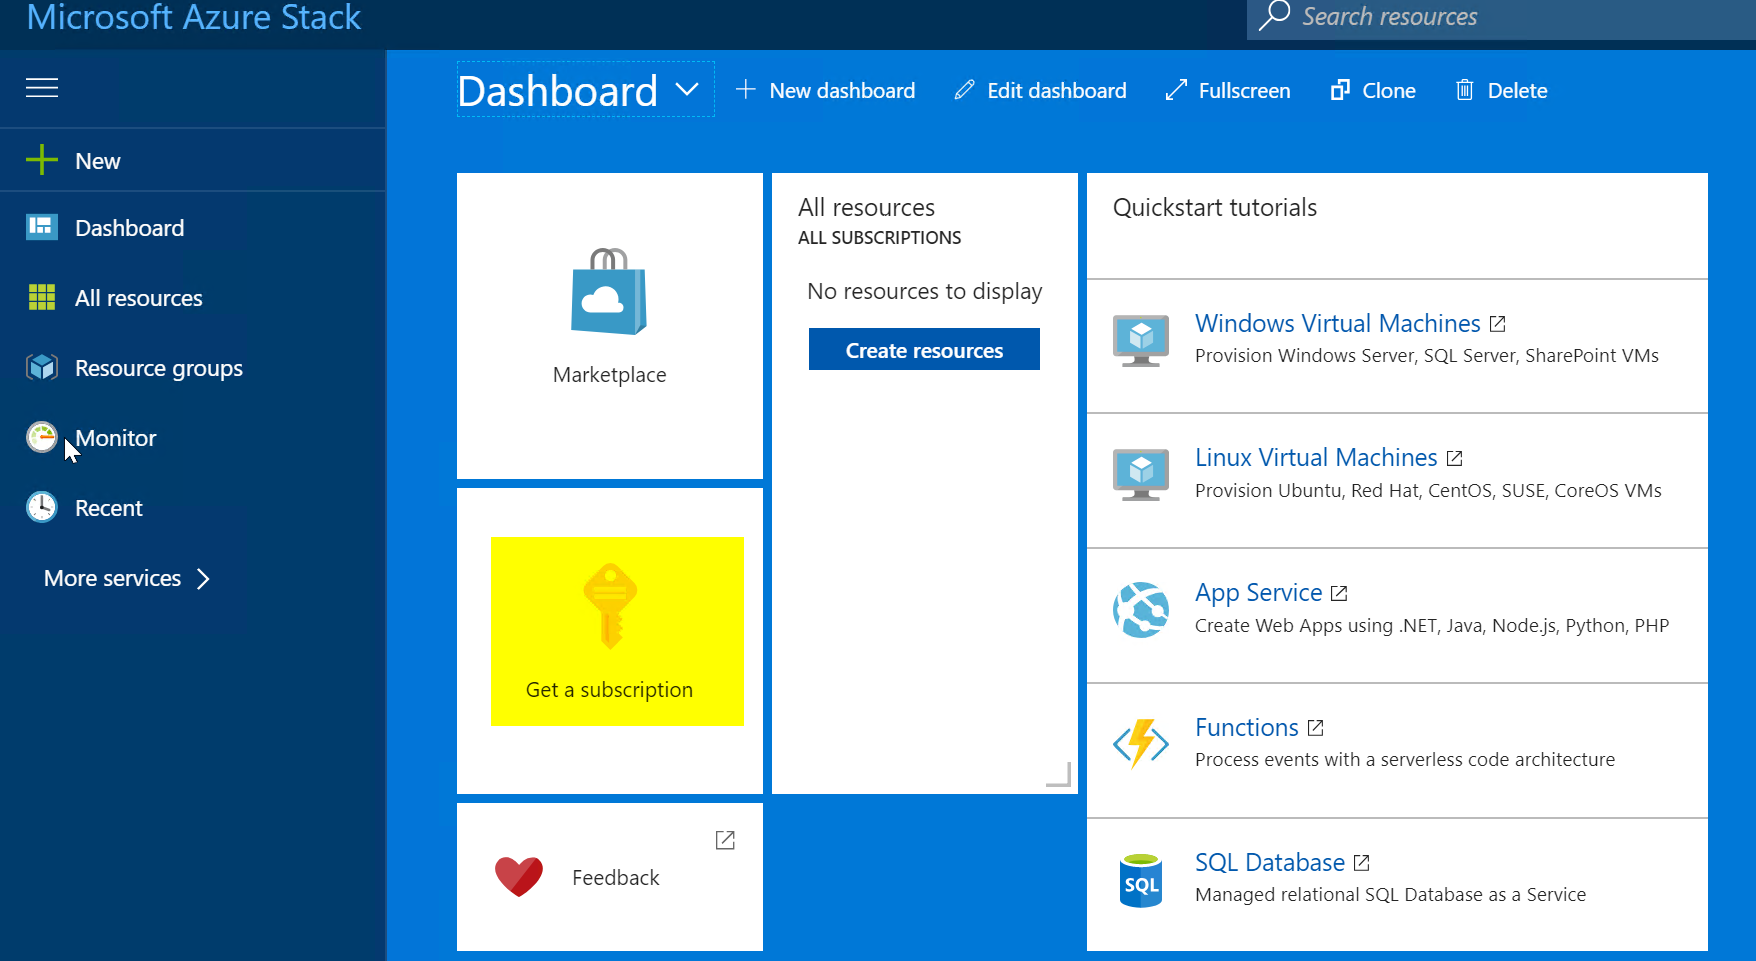 Microsoft Azure Stack
Search resources
Dashboard
New dashboard
Edit dashboard
Fullscreen
Clone
Delete
New
Dashboard
All resources
Resource groups
Monitor
Recent
More services
Marketplace
Get a subscription
Feedback
All resources
ALL SUBSCRIPTIONS
No resources to display
Create resources
Quickstart tutorials
Windows Virtual Machines
Provision Windows Server, SQL Server, SharePoint VMs
Linux Virtual Machines
Provision Ubuntu, Red Hat, CentOS, SUSE, CoreOS VMs
App Service
Create Web Apps using .NET, Java, Node.js, Python, PHP
Functions
Process events with a serverless code architecture
SQL
SQL Database
Managed relational SQL Database as a Service